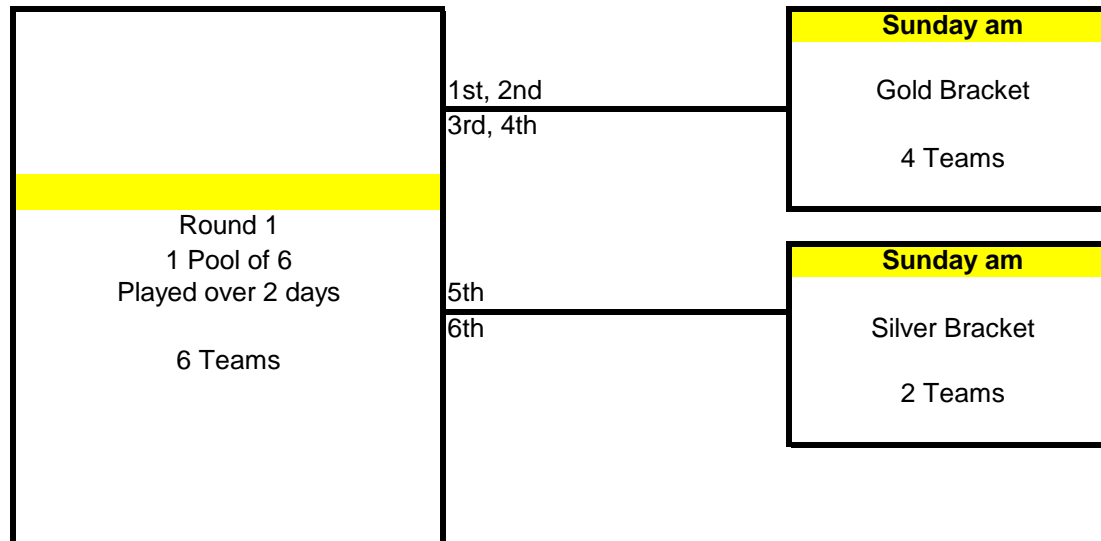 Round 1
1 Pool of 6
Played over 2 days
6 Teams
1st, 2nd
3rd, 4th
5th
6th
Sunday am
Gold Bracket
4 Teams
Sunday am
Silver Bracket
2 Teams